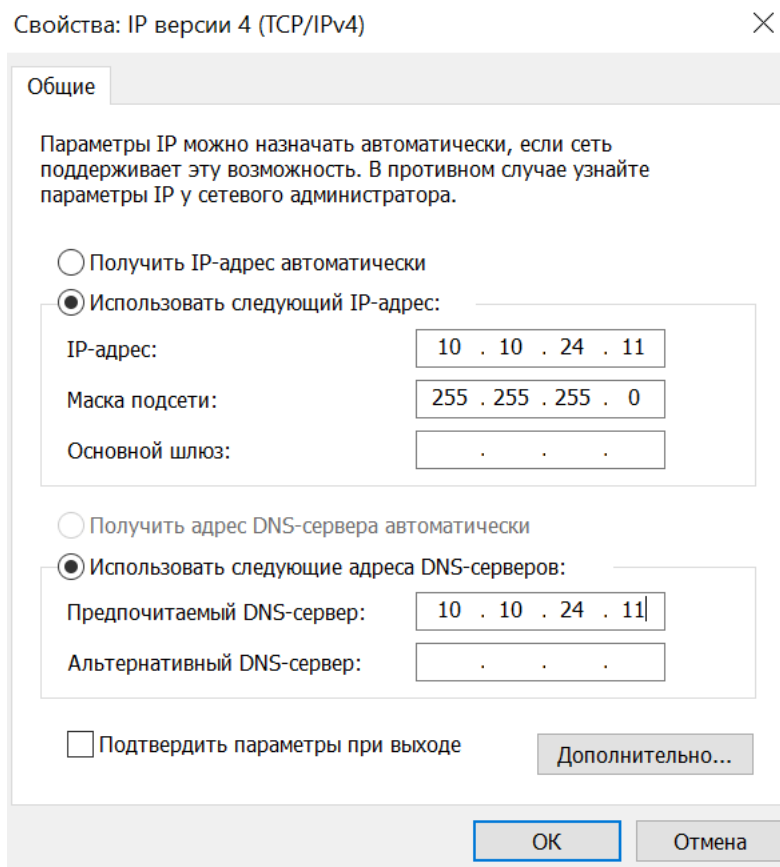 Свойства: IP версии 4 (TCP/IPv4)
Общие
Параметры IP можно назначать автоматически, если сеть
поддерживает эту возможность. В противном случае узнайте
параметры IP у сетевого администратора.
Получить IP-адрес автоматически
Использовать следующий IP-адрес:
IP-адрес: 10 . 10 . 24 . 11
Маска подсети: 255 . 255 . 255 . 0
Основной шлюз: . . .
Получить адрес DNS-сервера автоматически
Использовать следующие адреса DNS-серверов:
Предпочитаемый DNS-сервер: 10 . 10 . 24 . 11
Альтернативный DNS-сервер: . . .
Подтвердить параметры при выходе
Дополнительно...
ОК Отмена